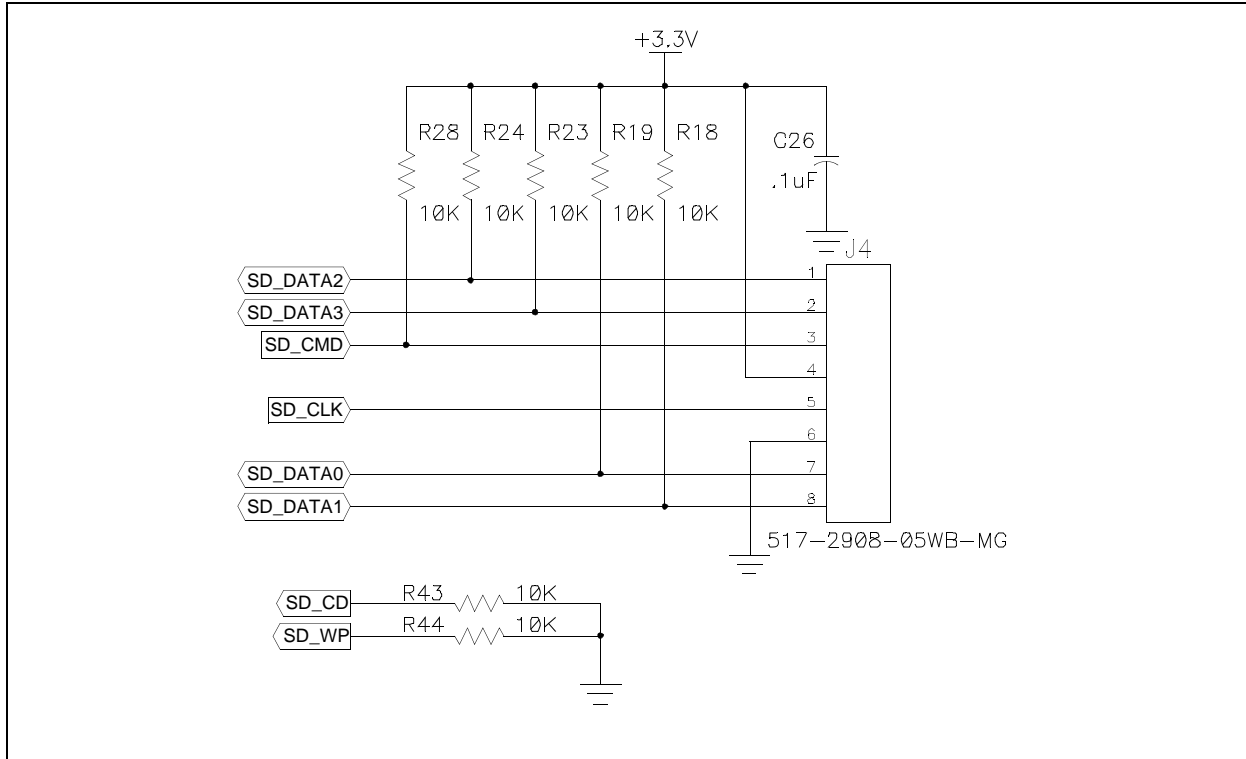 +3.3V
R28 R24 R23 R19 R18
C26
.1uF
10K 10K 10K 10K 10K
J4
SD_DATA2 1
SD_DATA3 2
SD_CMD 3
4
SD_CLK 5
6
SD_DATA0 7
SD_DATA1 8
517-2908-05WB-MG
SD_CD R43 10K
SD_WP R44 10K